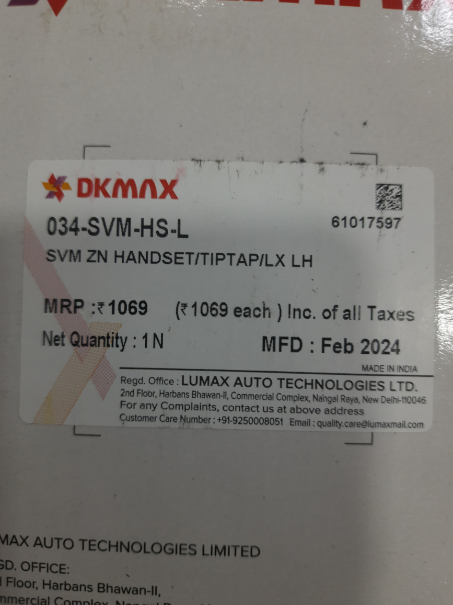 DKMAX
034-SVM-HS-L
61017597
SVM ZN HANDSET/TIPTAP/LX LH
MRP :₹ 1069 (₹ 1069 each ) Inc. of all Taxes
Net Quantity : 1 N MFD : Feb 2024
MADE IN INDIA
Regd. Office : LUMAX AUTO TECHNOLOGIES LTD.
2nd Floor, Harbans Bhawan-II, Commercial Complex, Nangal Raya, New Delhi-110046
For any Complaints, contact us at above address
Customer Care Number : +91-9250008051 Email : quality.care@lumaxmail.com
MAX AUTO TECHNOLOGIES LIMITED
GD. OFFICE:
Floor, Harbans Bhawan-II,
mmercial Complex, Nangal